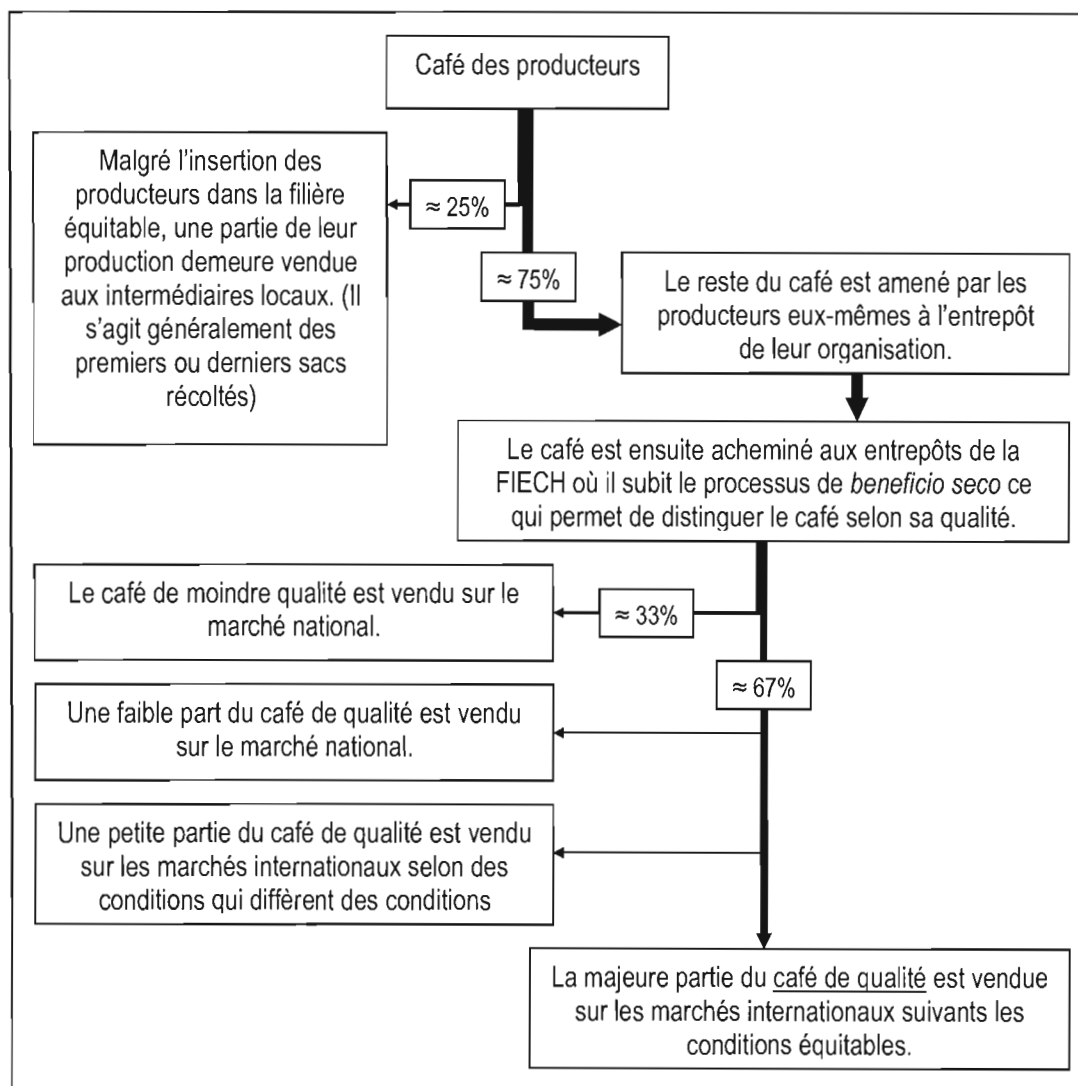 Café des producteurs
Malgré l'insertion des
producteurs dans la filière
équitable, une partie de leur
production demeure vendue
aux intermédiaires locaux. (Il
s'agit généralement des
premiers ou derniers sacs
récoltés)
≈ 25%
≈ 75%
Le reste du café est amené par les
producteurs eux-mêmes à l'entrepôt
de leur organisation.
Le café est ensuite acheminé aux entrepôts de la
FIECH où il subit le processus de beneficio seco ce
qui permet de distinguer le café selon sa qualité.
Le café de moindre qualité est vendu sur le
marché national.
≈ 33%
≈ 67%
Une faible part du café de qualité est vendu
sur le marché national.
Une petite partie du café de qualité est vendu
sur les marchés internationaux selon des
conditions qui diffèrent des conditions
La majeure partie du café de qualité est vendue
sur les marchés internationaux suivants les
conditions équitables.